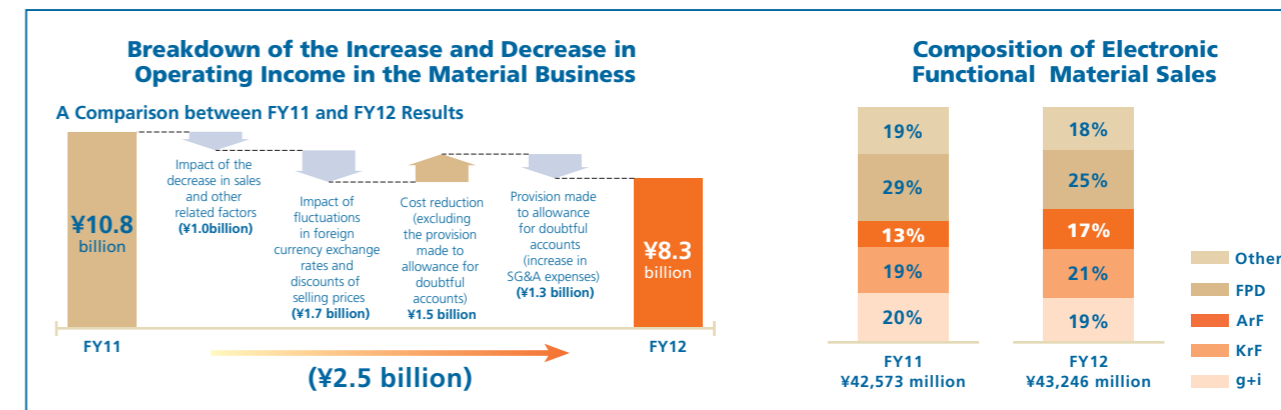 Breakdown of the Increase and Decrease in
Operating Income in the Material Business
A Comparison between FY11 and FY12 Results
¥10.8
billion
Impact of the
decrease in sales
and other
related factors
(¥1.0billion)
Impact of
fluctuations
in foreign
currency exchange
rates and
discounts of
selling prices
(¥1.7 billion)
Cost reduction
(excluding
the provision
made to
allowance for
doubtful
accounts)
¥1.5 billion
Provision made
to allowance
for doubtful
accounts
(increase in
SG&A expenses)
(¥1.3 billion)
¥8.3
billion
FY11
FY12
(¥2.5 billion)
Composition of Electronic
Functional Material Sales
19%
29%
13%
19%
20%
FY11
¥42,573 million
18%
25%
17%
21%
19%
FY12
¥43,246 million
Other
FPD
ArF
KrF
g+i